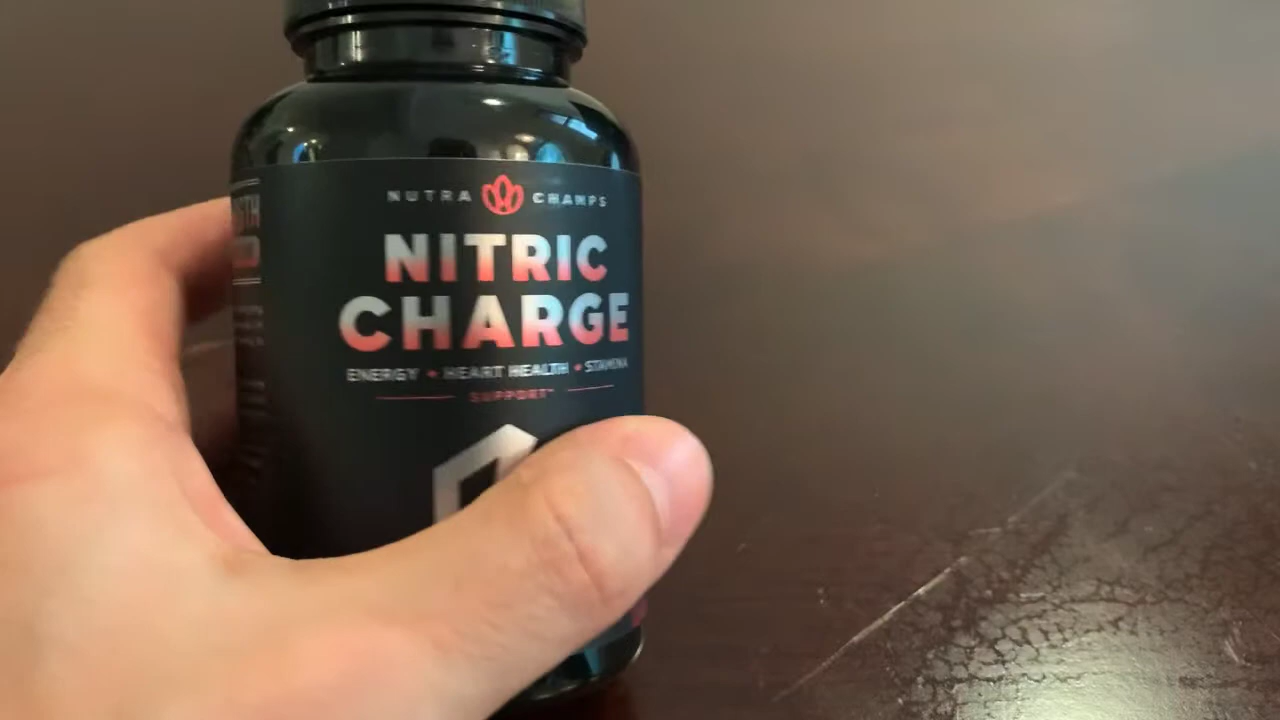 NUTRA CHAMPS
NITRIC
CHARGE
ENERGY • HEART HEALTH • STAMINA
SUPPORT